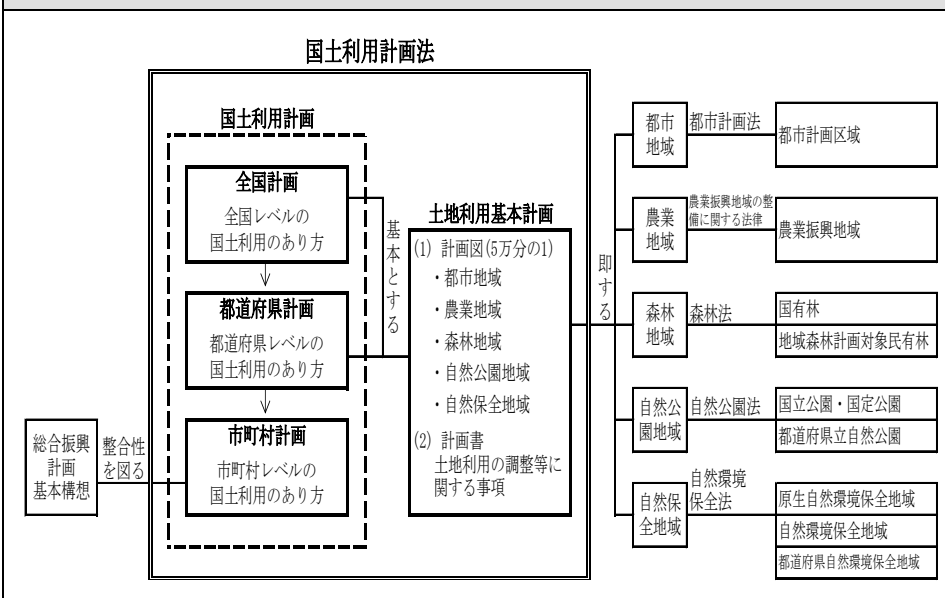 国土利用計画法
国土利用計画
全国計画
全国レベルの
国土利用のあり方
都道府県計画
都道府県レベルの
国土利用のあり方
市町村計画
市町村レベルの
国土利用のあり方
総合振興
計画
基本構想
整合性
を図る
基本とする
土地利用基本計画
(1) 計画図(5万分の1)
・都市地域
・農業地域
・森林地域
・自然公園地域
・自然保全地域
(2) 計画書
土地利用の調整等に
関する事項
即する
都市
地域
都市計画法
都市計画区域
農業
地域
農業振興地域の整
備に関する法律
農業振興地域
森林
地域
森林法
国有林
地域森林計画対象民有林
自然公
園地域
自然公園法
国立公園・国定公園
都道府県立自然公園
自然保
全地域
自然環境
保全法
原生自然環境保全地域
自然環境保全地域
都道府県自然環境保全地域